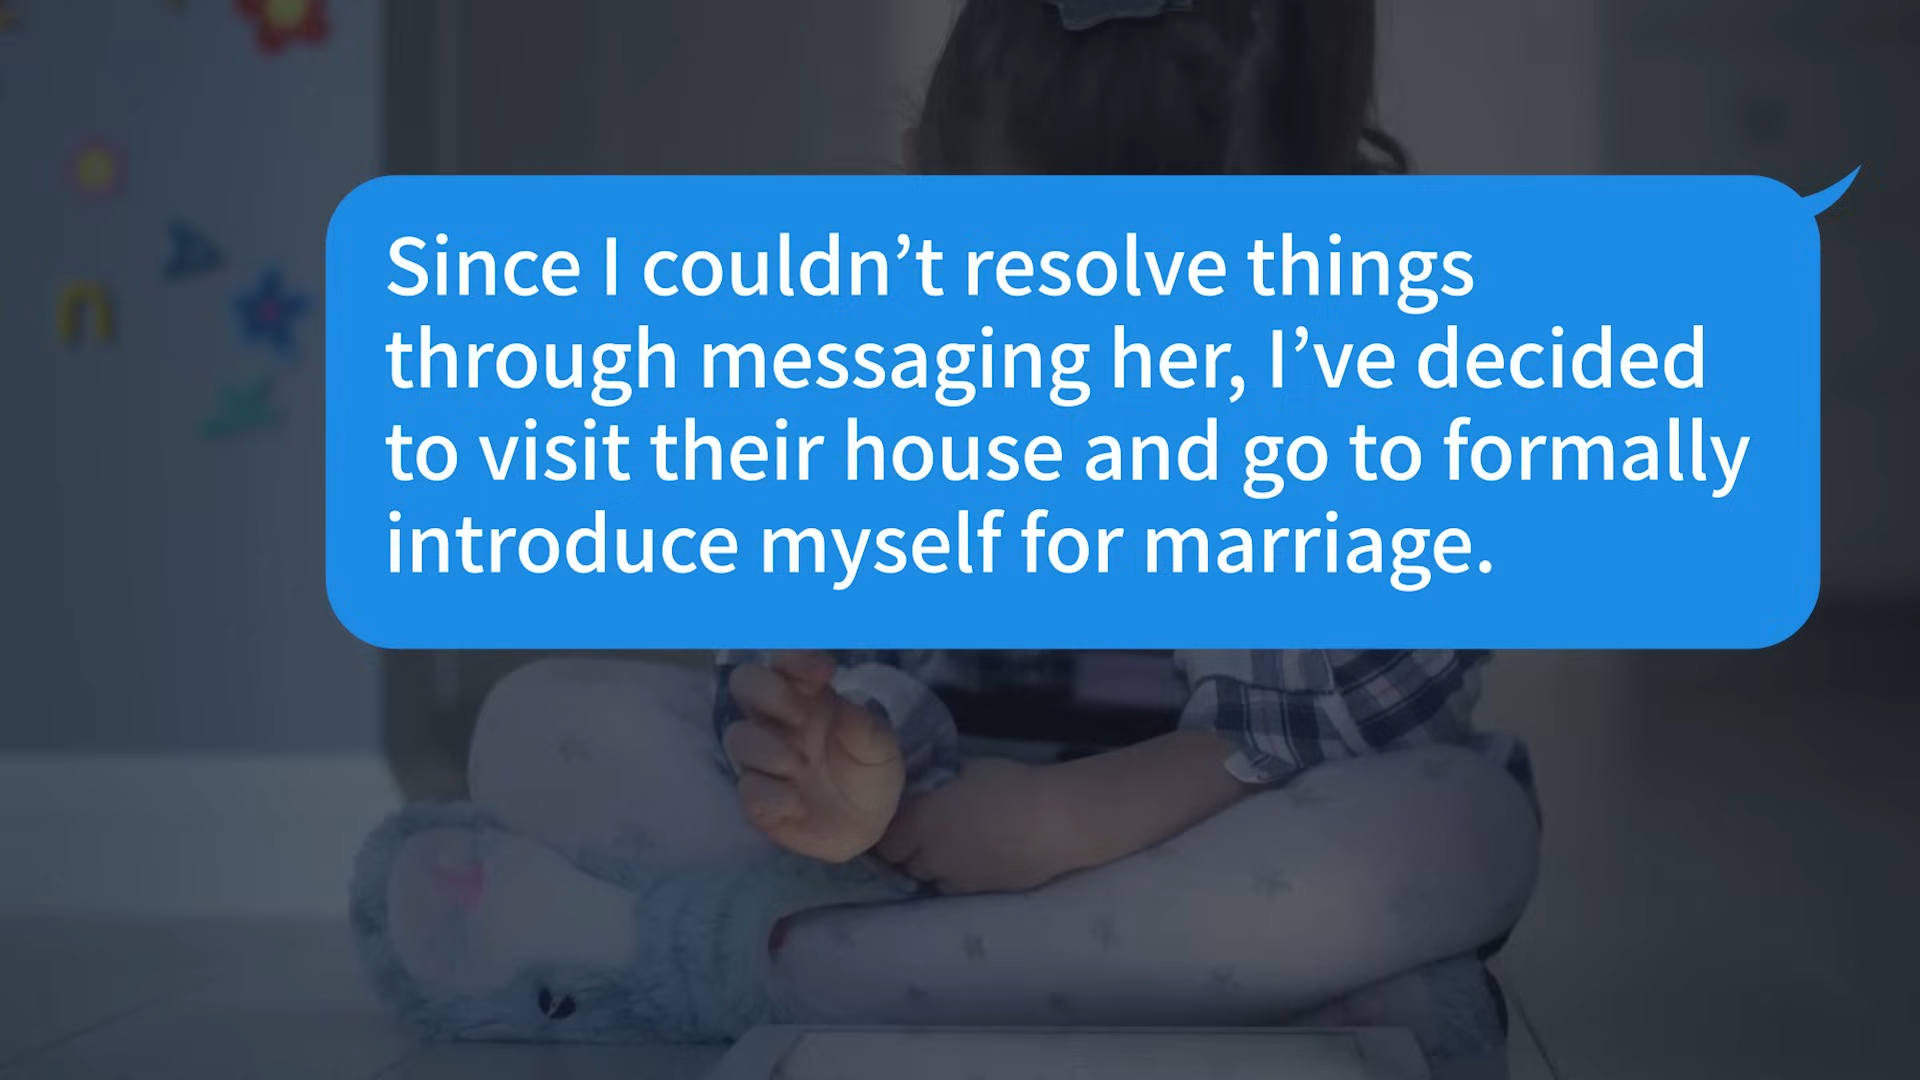 Since I couldn’t resolve things
through messaging her, I’ve decided
to visit their house and go to formally
introduce myself for marriage.